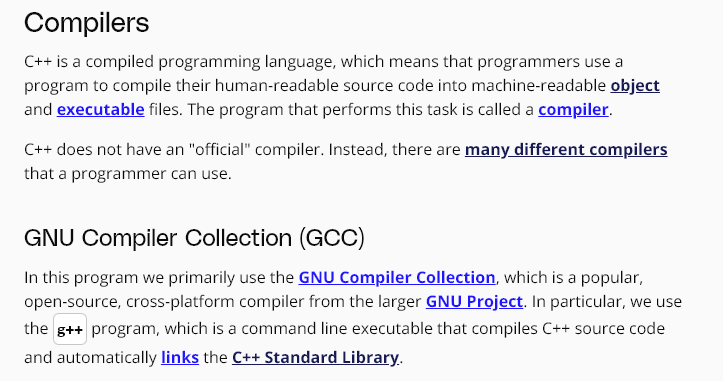 Compilers
C++ is a compiled programming language, which means that programmers use a
program to compile their human-readable source code into machine-readable object
and executable files. The program that performs this task is called a compiler.
C++ does not have an "official" compiler. Instead, there are many different compilers
that a programmer can use.
GNU Compiler Collection (GCC)
In this program we primarily use the GNU Compiler Collection, which is a popular,
open-source, cross-platform compiler from the larger GNU Project. In particular, we use
the g++ program, which is a command line executable that compiles C++ source code
and automatically links the C++ Standard Library.